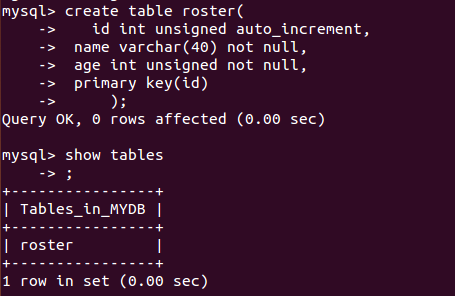 mysql> create table roster(
    ->     id int unsigned auto_increment,
    ->   name varchar(40) not null,
    ->   age int unsigned not null,
    ->   primary key(id)
    ->       );
Query OK, 0 rows affected (0.00 sec)
mysql> show tables
    -> ;
+----------------+
| Tables_in_MYDB |
+----------------+
| roster         |
+----------------+
1 row in set (0.00 sec)